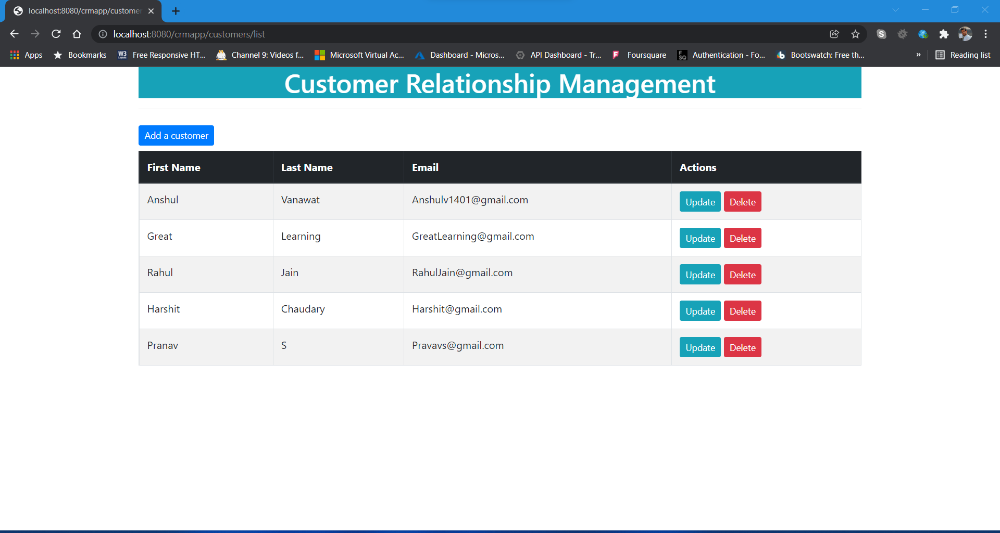 localhost:8080/crmapp/customer
localhost:8080/crmapp/customers/list
Apps Bookmarks Free Responsive HT... Channel 9: Videos f... Microsoft Virtual Ac... Dashboard - Micros... API Dashboard - Tr... Foursquare Authentication - Fo... Bootswatch: Free th... » Reading list
Customer Relationship Management
Add a customer
First Name Last Name Email Actions
Anshul Vanawat Anshulv1401@gmail.com Update Delete
Great Learning GreatLearning@gmail.com Update Delete
Rahul Jain RahulJain@gmail.com Update Delete
Harshit Chaudary Harshit@gmail.com Update Delete
Pranav S Pravavs@gmail.com Update Delete